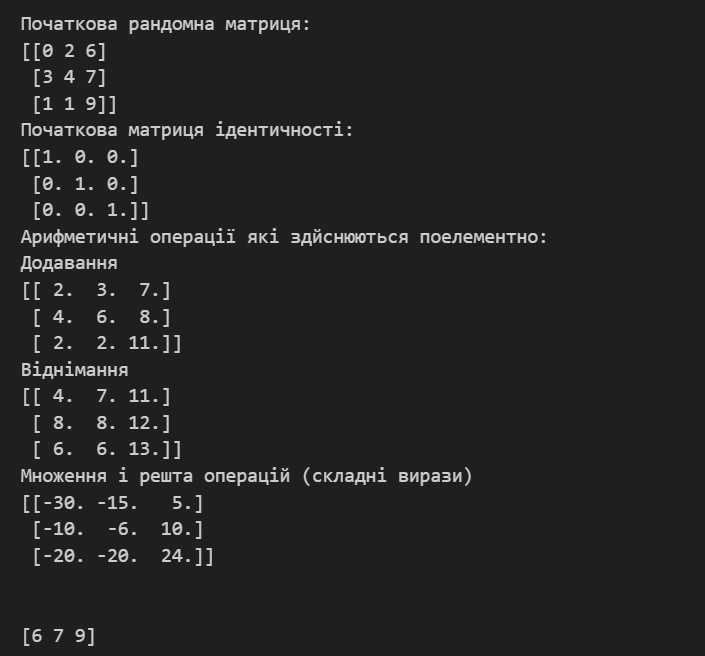 Початкова рандомна матриця:
[[0 2 6]
 [3 4 7]
 [1 1 9]]
Початкова матриця ідентичності:
[[1. 0. 0.]
 [0. 1. 0.]
 [0. 0. 1.]]
Арифметичні операції які здйснюються поелементно:
Додавання
[[ 2.  3.  7.]
 [ 4.  6.  8.]
 [ 2.  2. 11.]]
Віднімання
[[ 4.  7. 11.]
 [ 8.  8. 12.]
 [ 6.  6. 13.]]
Множення і решта операцій (складні вирази)
[[-30. -15.   5.]
 [-10.  -6.  10.]
 [-20. -20.  24.]]
[6 7 9]